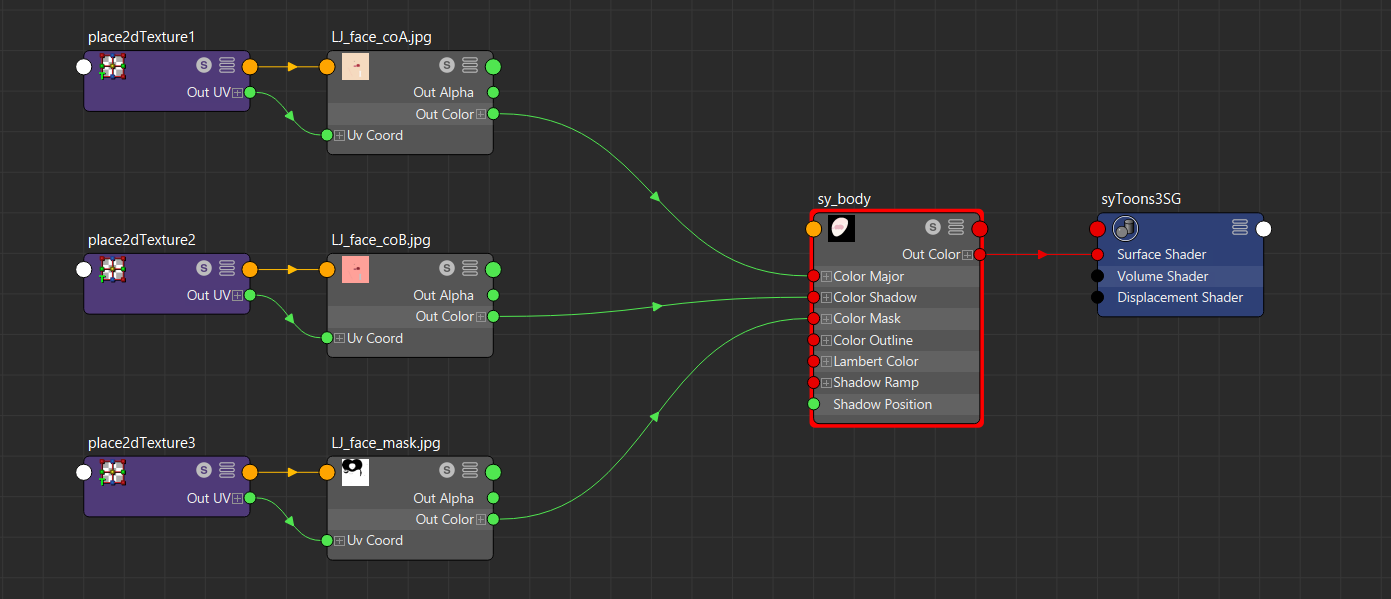 place2dTexture1
S
Out UV
LJ_face_coA.jpg
S
Out Alpha
Out Color
Uv Coord
place2dTexture2
S
Out UV
LJ_face_coB.jpg
S
Out Alpha
Out Color
Uv Coord
place2dTexture3
S
Out UV
LJ_face_mask.jpg
S
Out Alpha
Out Color
Uv Coord
sy_body
S
Out Color
Color Major
Color Shadow
Color Mask
Color Outline
Lambert Color
Shadow Ramp
Shadow Position
syToons3SG
Surface Shader
Volume Shader
Displacement Shader